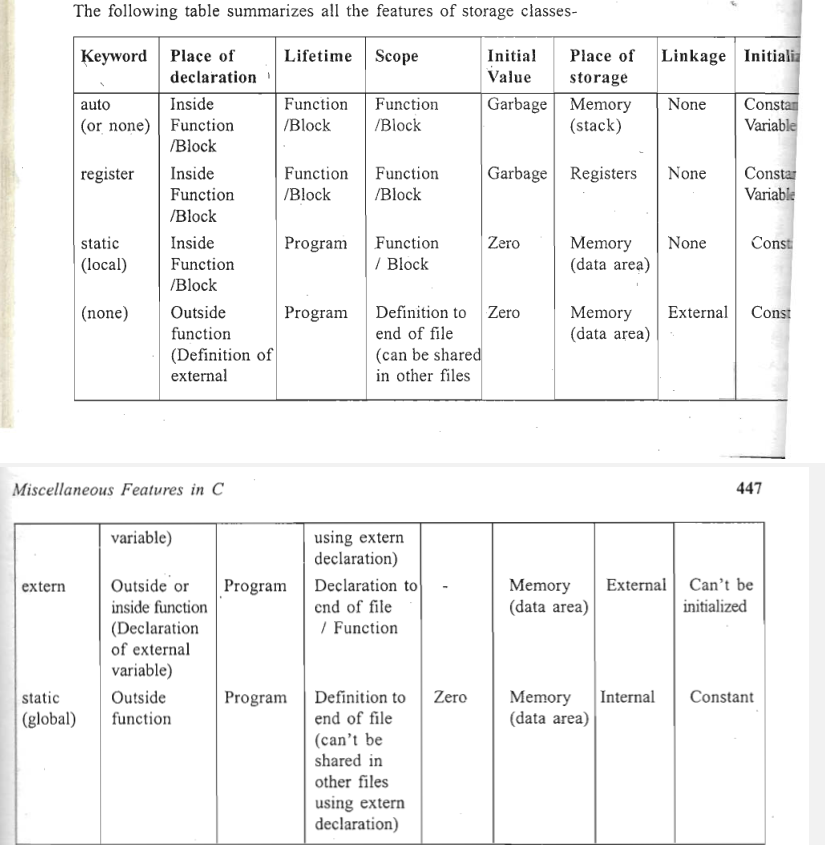 The following table summarizes all the features of storage classes-
Keyword Place of declaration Lifetime Scope Initial Value Place of storage Linkage
auto (or none) Inside Function /Block Function /Block Function /Block Garbage Memory (stack) None
register Inside Function /Block Function /Block Function /Block Garbage Registers None
static (local) Inside Function /Block Program Function / Block Zero Memory (data area) None Const
(none) Outside function (Definition of external Program Definition to end of file (can be shared in other files Zero Memory (data area) External Const
Miscellaneous Features in C 447
variable) using extern declaration)
extern Outside or inside function (Declaration of external variable) Program Declaration to end of file / Function - Memory (data area) External Can't be initialized
static (global) Outside function Program Definition to end of file (can't be shared in other files using extern declaration) Zero Memory (data area) Internal Constant